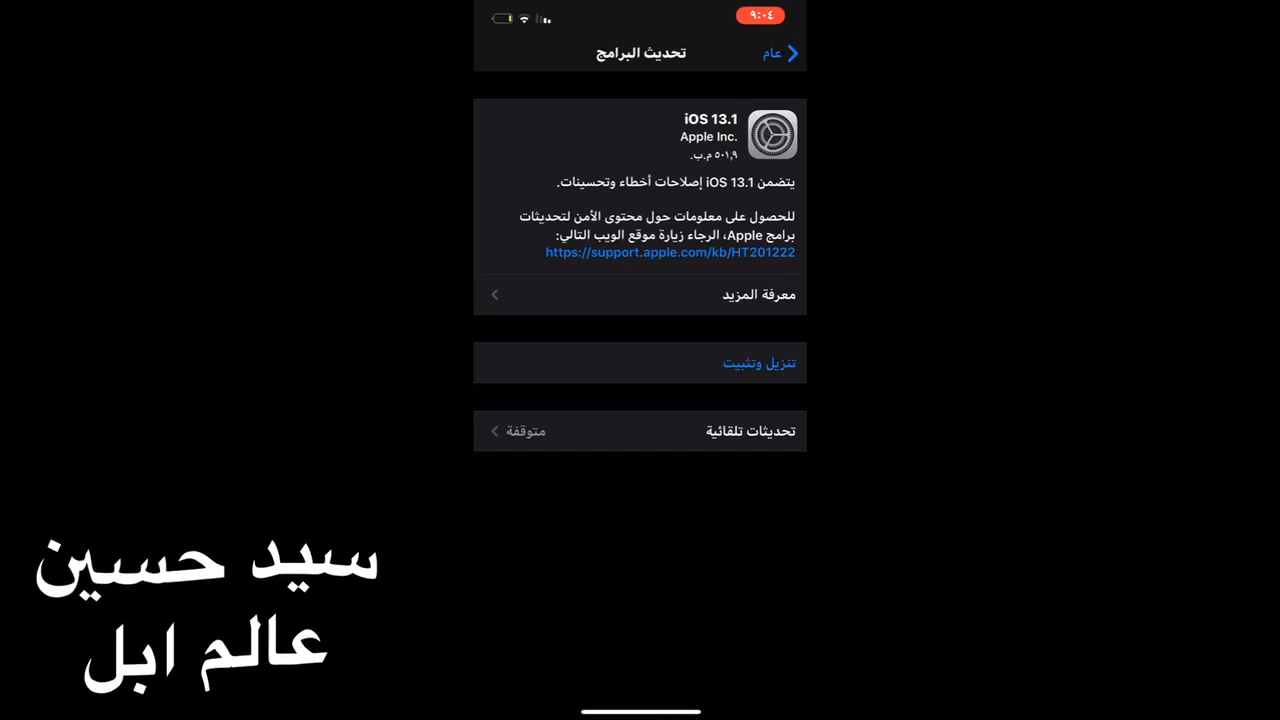 ٩:٠٤
عام
تحديث البرامج
iOS 13.1
Apple Inc.
٥٠١,٩ م.ب.
يتضمن iOS 13.1 إصلاحات أخطاء وتحسينات.
للحصول على معلومات حول محتوى الأمن لتحديثات
برامج Apple، الرجاء زيارة موقع الويب التالي:
https://support.apple.com/kb/HT201222
معرفة المزيد
تنزيل وتثبيت
تحديثات تلقائية متوقفة
سيد حسين
عالم ابل